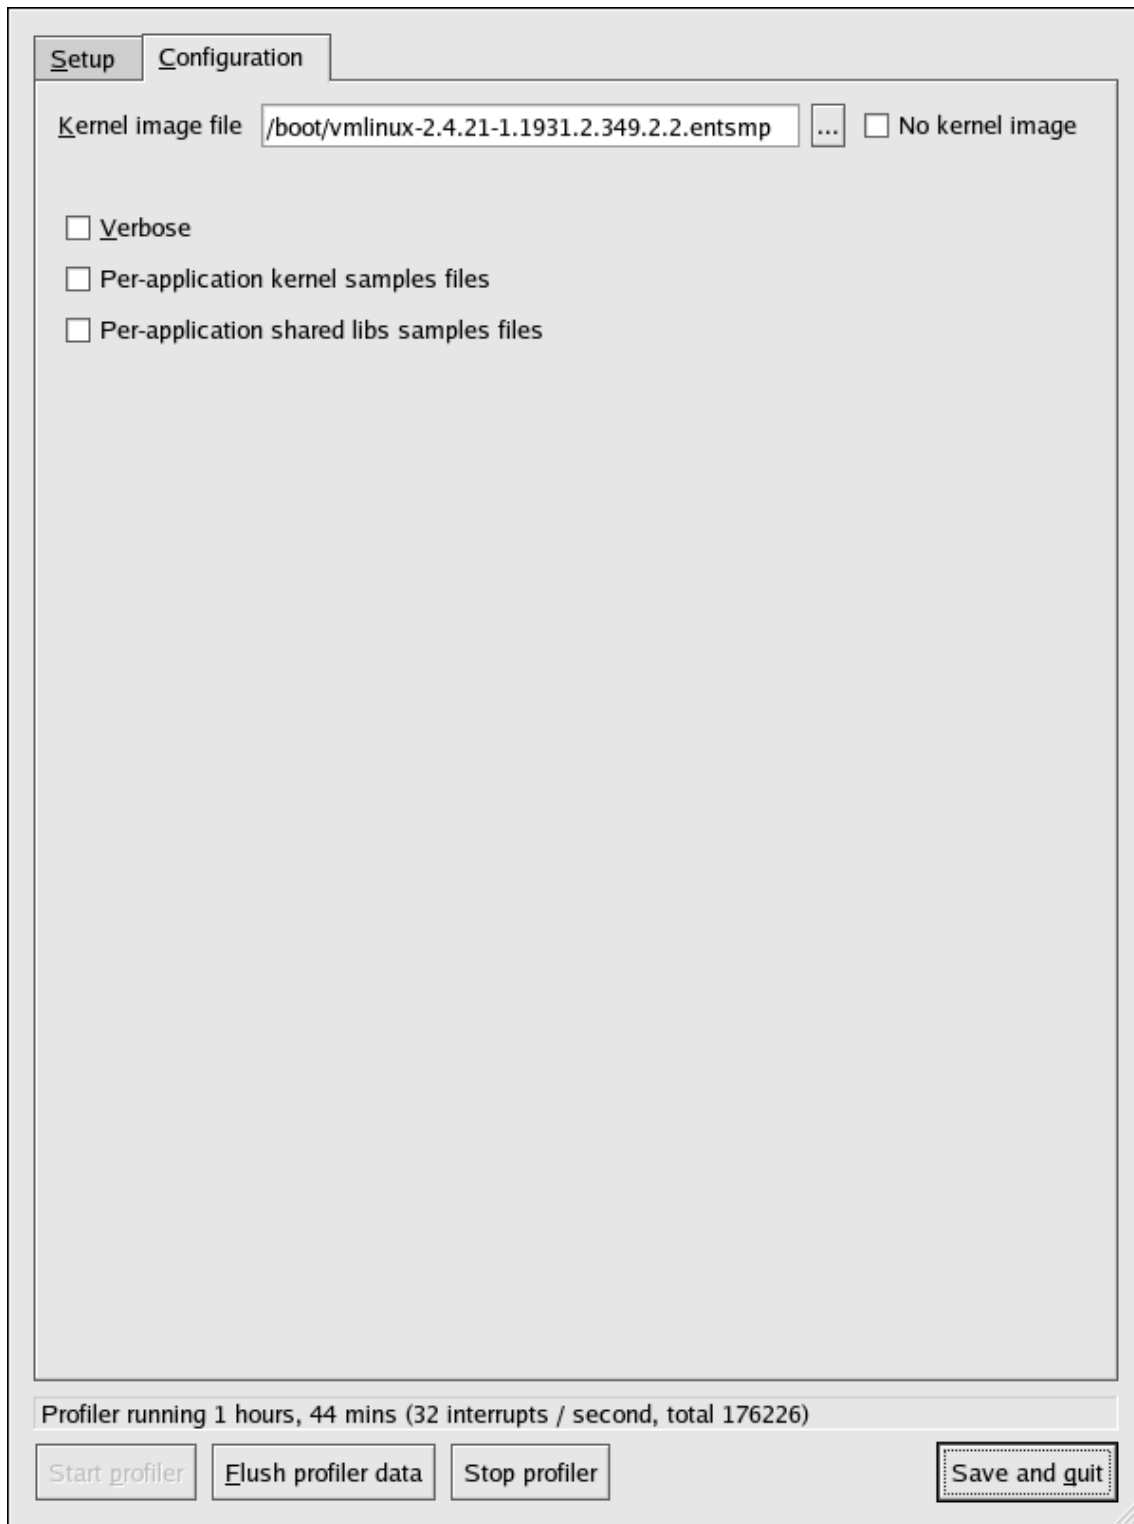 Setup Configuration
Kernel image file /boot/vmlinux-2.4.21-1.1931.2.349.2.2.entsmp ... No kernel image
Verbose
Per-application kernel samples files
Per-application shared libs samples files
Profiler running 1 hours, 44 mins (32 interrupts / second, total 176226)
Start profiler Flush profiler data Stop profiler Save and quit